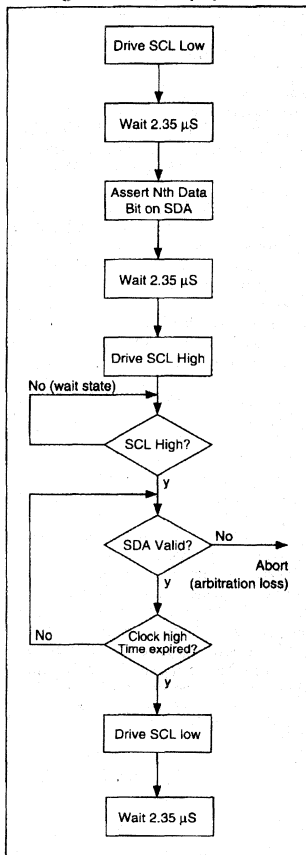 Drive SCL Low
Wait 2.35 µS
Assert Nth Data
Bit on SDA
Wait 2.35 µS
Drive SCL High
No (wait state)
SCL High?
y
SDA Valid?
No
Abort
(arbitration loss)
y
No
Clock high
Time expired?
y
Drive SCL low
Wait 2.35 µS